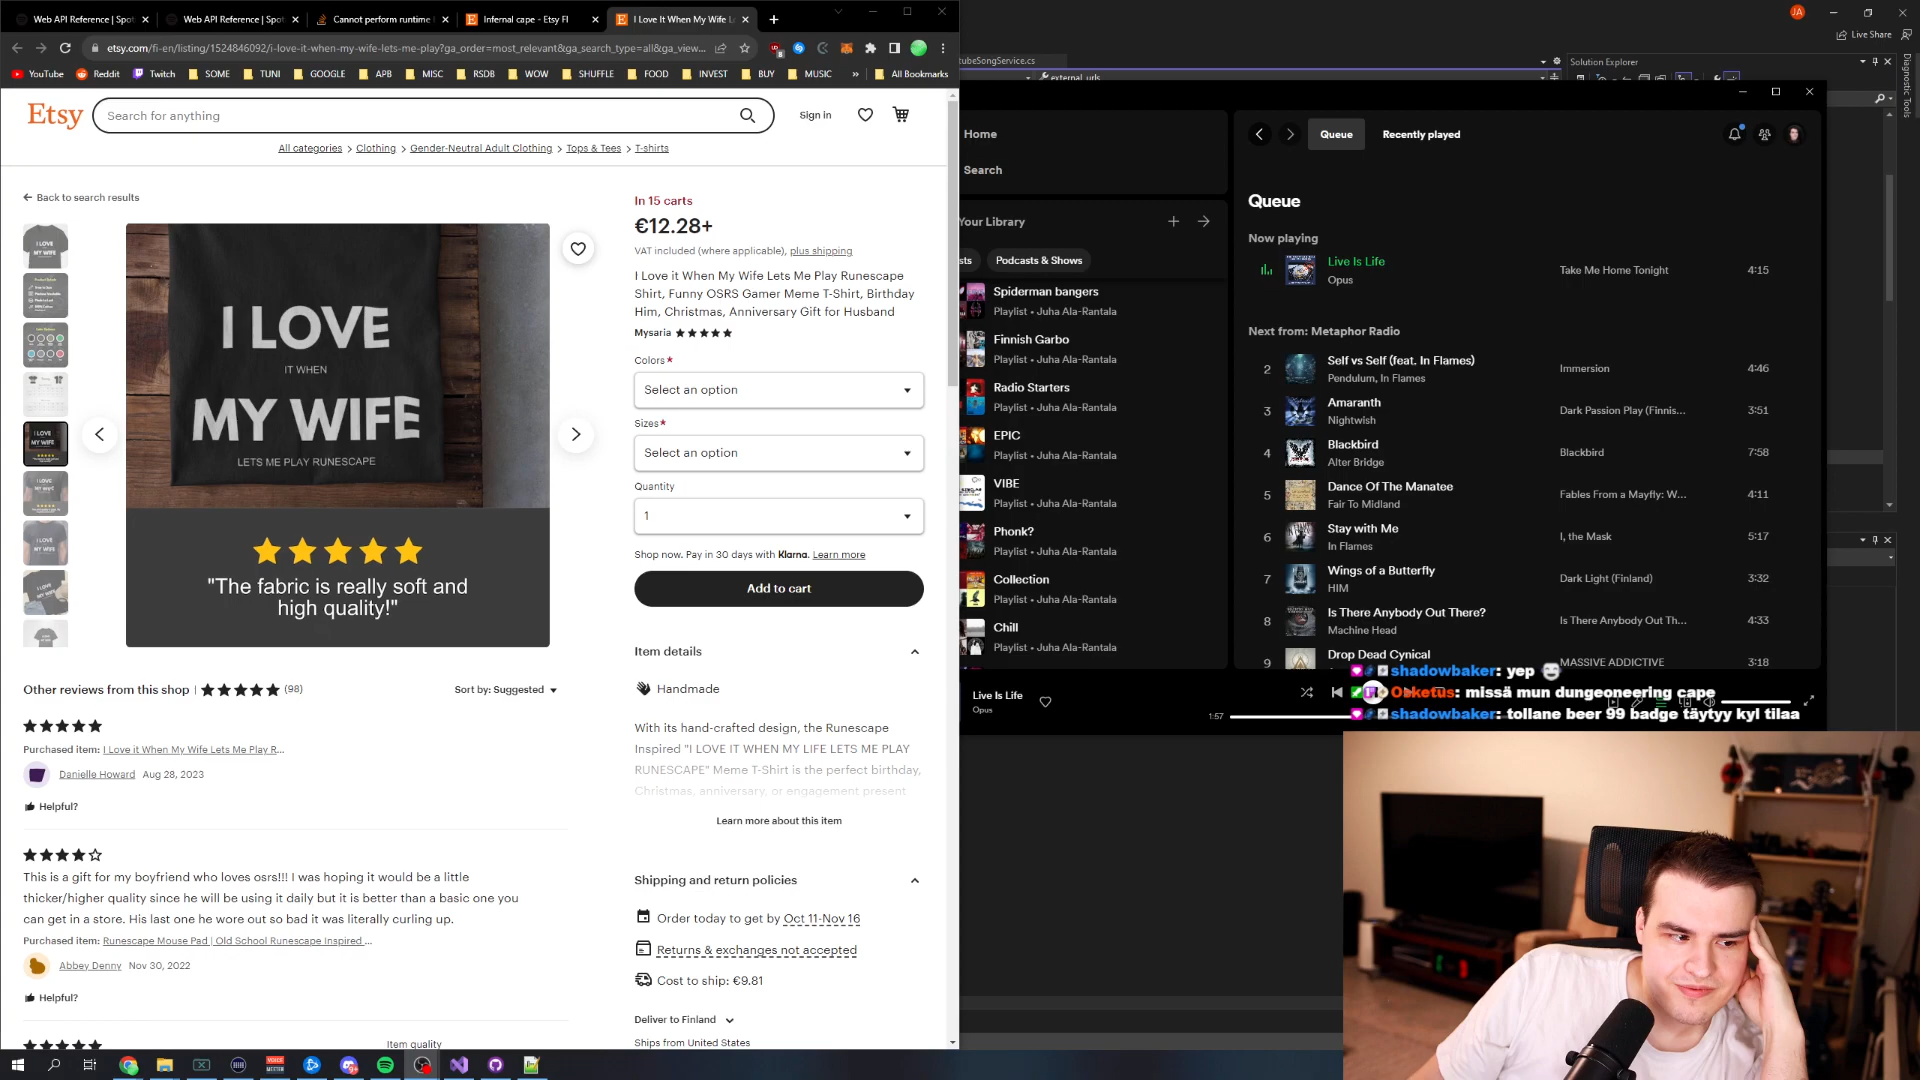 Web API Reference | Spot
Web API Reference | Spot
Cannot perform runtime
Infernal cape - Etsy FI
I Love It When My Wife L
etsy.com/fi-en/listing/1524846092/i-love-it-when-my-wife-lets-me-play?ga_order=most_relevant&ga_search_type=all&ga_view...
YouTube Reddit Twitch SOME TUNI GOOGLE APB MISC RSDB WOW SHUFFLE FOOD INVEST BUY MUSIC » All Bookmarks
Etsy
Search for anything
Sign in
All categories > Clothing > Gender-Neutral Adult Clothing > Tops & Tees > T-shirts
Back to search results
I LOVE
IT WHEN
MY WIFE
LETS ME PLAY RUNESCAPE
"The fabric is really soft and
high quality!"
Other reviews from this shop | (98)
Sort by: Suggested
Purchased item: I Love it When My Wife Lets Me Play R...
Danielle Howard Aug 28, 2023
Helpful?
This is a gift for my boyfriend who loves osrs!!! I was hoping it would be a little
thicker/higher quality since he will be using it daily but it is better than a basic one you
can get in a store. His last one he wore out so bad it was literally curling up.
Purchased item: Runescape Mouse Pad | Old School Runescape Inspired ...
Abbey Denny Nov 30, 2022
Helpful?
Item quality
In 15 carts
€12.28+
VAT included (where applicable), plus shipping
I Love it When My Wife Lets Me Play Runescape
Shirt, Funny OSRS Gamer Meme T-Shirt, Birthday
Him, Christmas, Anniversary Gift for Husband
Mysaria
Colors *
Select an option
Sizes *
Select an option
Quantity
1
Shop now. Pay in 30 days with Klarna. Learn more
Add to cart
Item details
Handmade
With its hand-crafted design, the Runescape
Inspired "I LOVE IT WHEN MY LIFE LETS ME PLAY
RUNESCAPE" Meme T-Shirt is the perfect birthday,
Christmas, anniversary, or engagement present
Learn more about this item
Shipping and return policies
Order today to get by Oct 11-Nov 16
Returns & exchanges not accepted
Cost to ship: €9.81
Deliver to Finland
Ships from United States
tubeSongService.cs
external_urls
JA
Live Share
Solution Explorer
Diagnostic Tools
Home
Search
Your Library
sts
Podcasts & Shows
Spiderman bangers
Playlist • Juha Ala-Rantala
Finnish Garbo
Playlist • Juha Ala-Rantala
Radio Starters
Playlist • Juha Ala-Rantala
EPIC
Playlist • Juha Ala-Rantala
VIBE
Playlist • Juha Ala-Rantala
Phonk?
Playlist • Juha Ala-Rantala
Collection
Playlist • Juha Ala-Rantala
Chill
Playlist • Juha Ala-Rantala
Queue
Recently played
Queue
Now playing
Live Is Life
Opus
Take Me Home Tonight
4:15
Next from: Metaphor Radio
2 Self vs Self (feat. In Flames) Immersion 4:46
Pendulum, In Flames
3 Amaranth Dark Passion Play (Finnis... 3:51
Nightwish
4 Blackbird Blackbird 7:58
Alter Bridge
5 Dance Of The Manatee Fables From a Mayfly: W... 4:11
Fair To Midland
6 Stay with Me I, the Mask 5:17
In Flames
7 Wings of a Butterfly Dark Light (Finland) 3:32
HIM
8 Is There Anybody Out There? Is There Anybody Out Th... 4:33
Machine Head
9 Drop Dead Cynical MASSIVE ADDICTIVE 3:18
Live Is Life
Opus
1:57
shadowbaker: yep
missä mun dungeoneering cape
shadowbaker: tollane beer 99 badge täytyy kyl tilaa